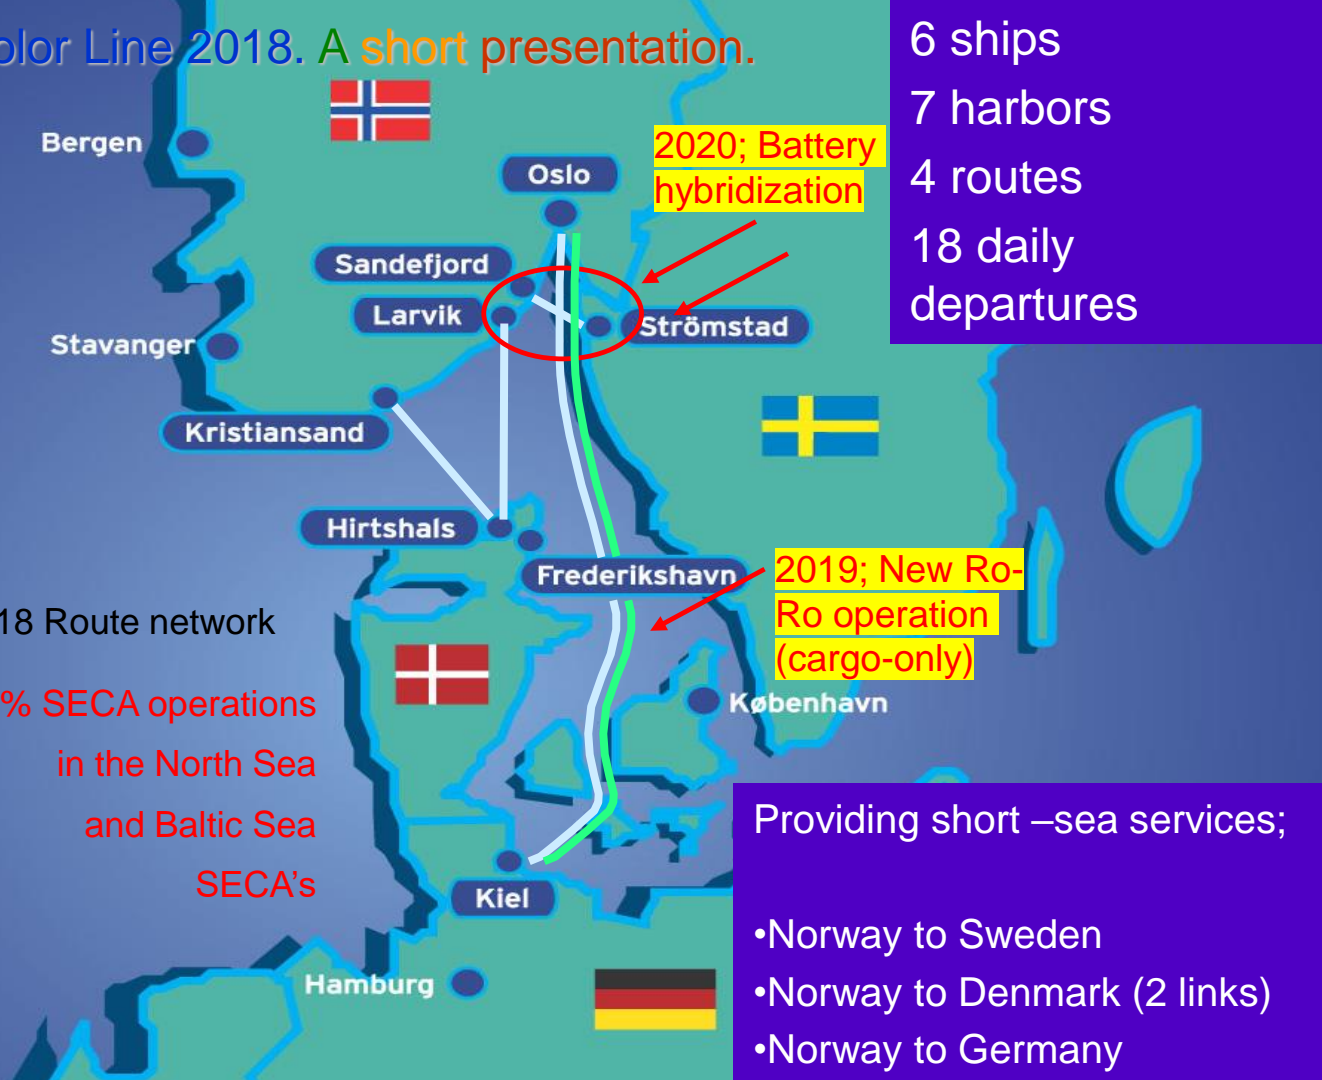 olor Line 2018. A short presentation.
6 ships
7 harbors
4 routes
18 daily
departures
Bergen
2020; Battery
hybridization
Oslo
Sandefjord
Larvik
Strömstad
Stavanger
Kristiansand
Hirtshals
Frederikshavn
2019; New Ro-
Ro operation
(cargo-only)
18 Route network
% SECA operations
in the North Sea
and Baltic Sea
SECA's
København
Kiel
Hamburg
Providing short –sea services;
•Norway to Sweden
•Norway to Denmark (2 links)
•Norway to Germany